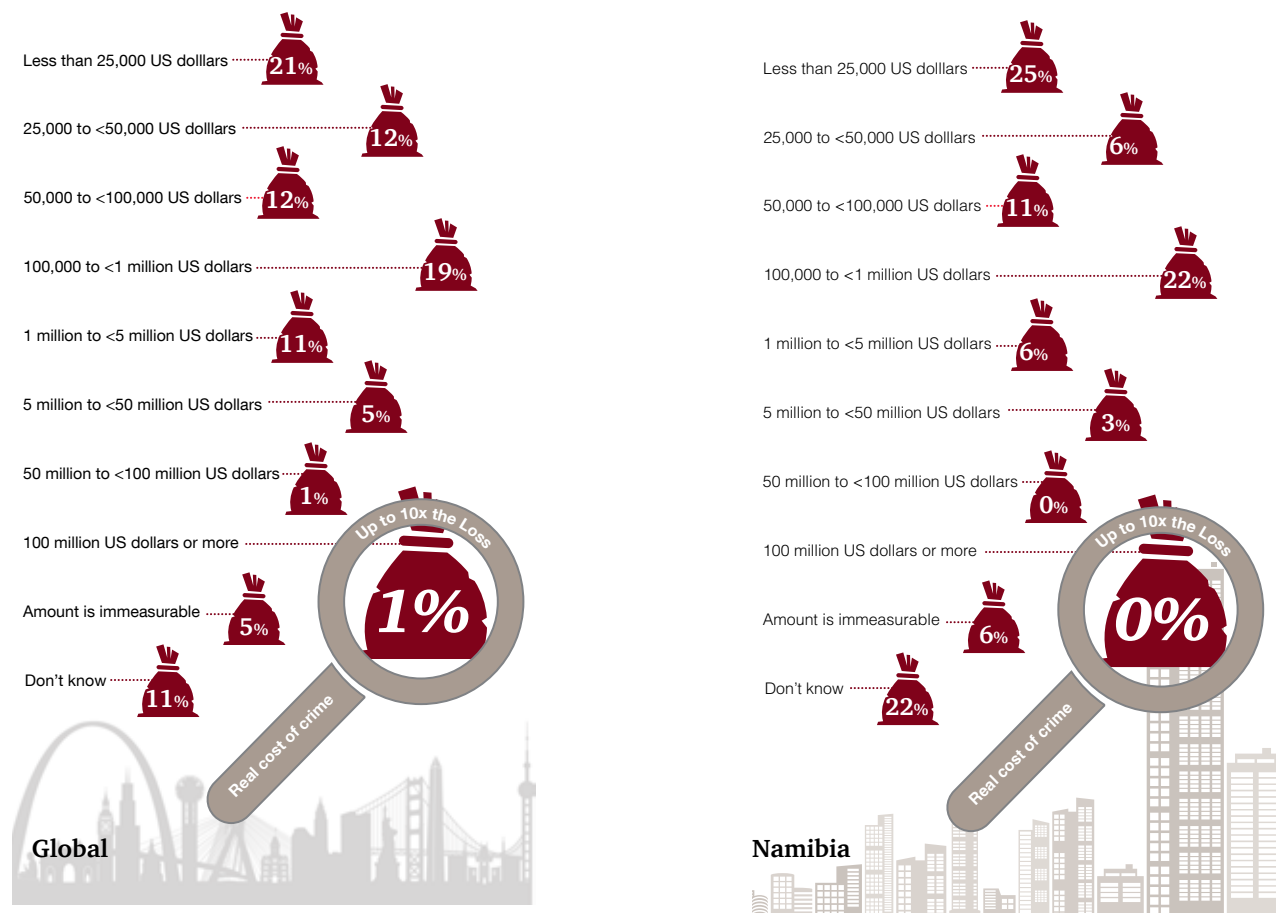 Less than 25,000 US dolllars 21%
25,000 to <50,000 US dolllars 12%
50,000 to <100,000 US dollars 12%
100,000 to <1 million US dollars 19%
1 million to <5 million US dollars 11%
5 million to <50 million US dollars 5%
50 million to <100 million US dollars 1%
Up to 10x the Loss
100 million US dollars or more 1%
Amount is immeasurable 5%
Don't know 11%
Real cost of crime
Global
Less than 25,000 US dolllars 25%
25,000 to <50,000 US dolllars 6%
50,000 to <100,000 US dollars 11%
100,000 to <1 million US dollars 22%
1 million to <5 million US dollars 6%
5 million to <50 million US dollars 3%
50 million to <100 million US dollars 0%
Up to 10x the Loss
100 million US dollars or more 0%
Amount is immeasurable 6%
Don't know 22%
Real cost of crime
Namibia